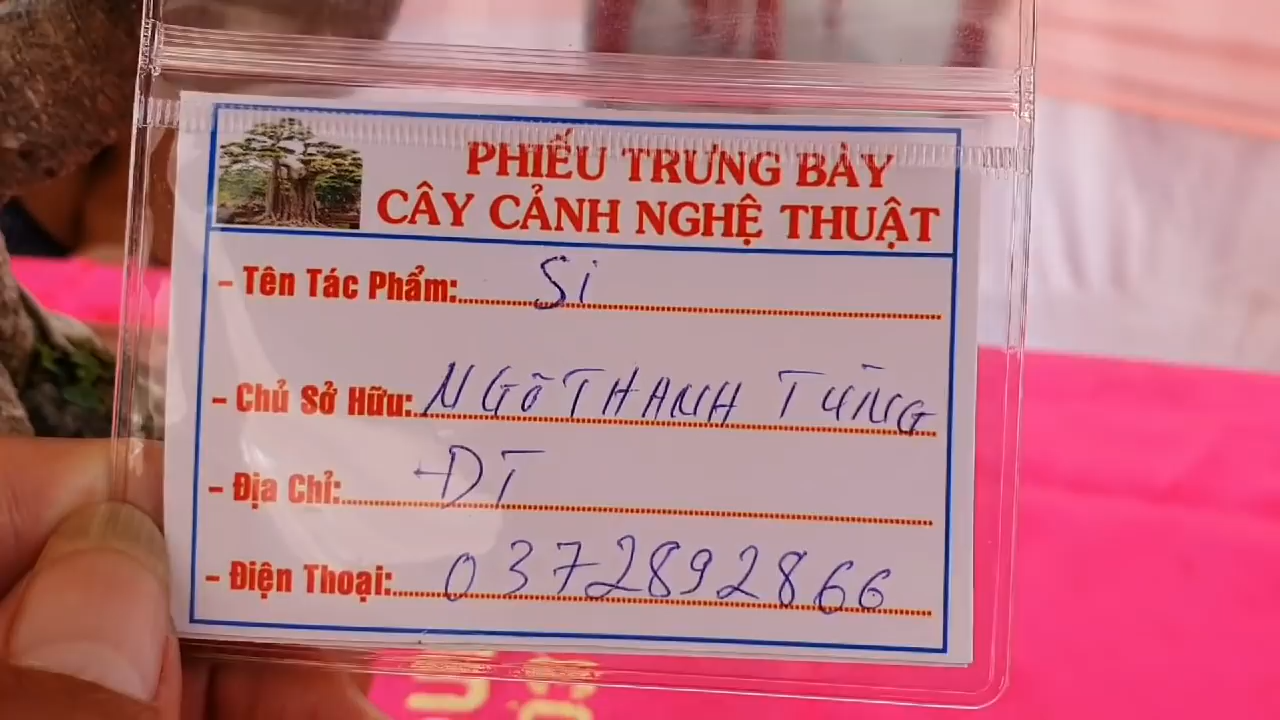 PHIẾU TRƯNG BÀY
CÂY CẢNH NGHỆ THUẬT
- Tên Tác Phẩm: Si
- Chủ Sở Hữu: NGÔ THANH TÙNG
- Địa Chỉ: ĐT
- Điện Thoại: 0372892866